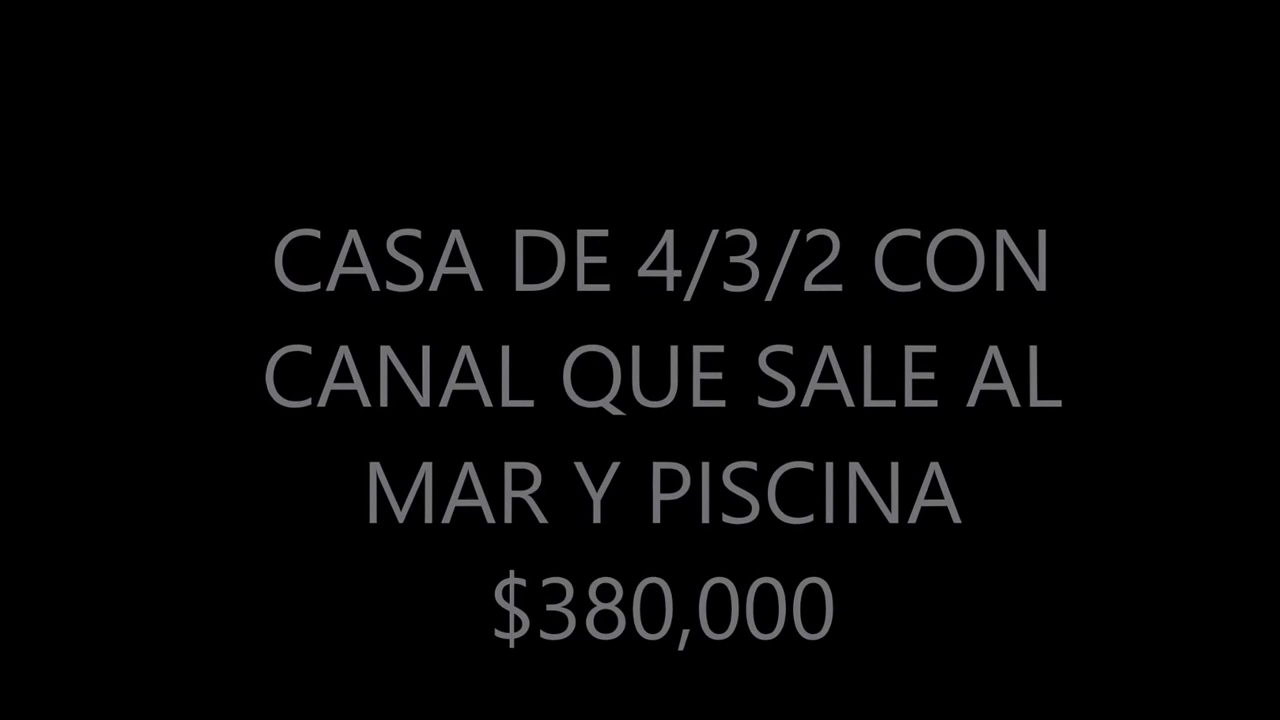 CASA DE 4/3/2 CON
CANAL QUE SALE AL
MAR Y PISCINA
$380,000